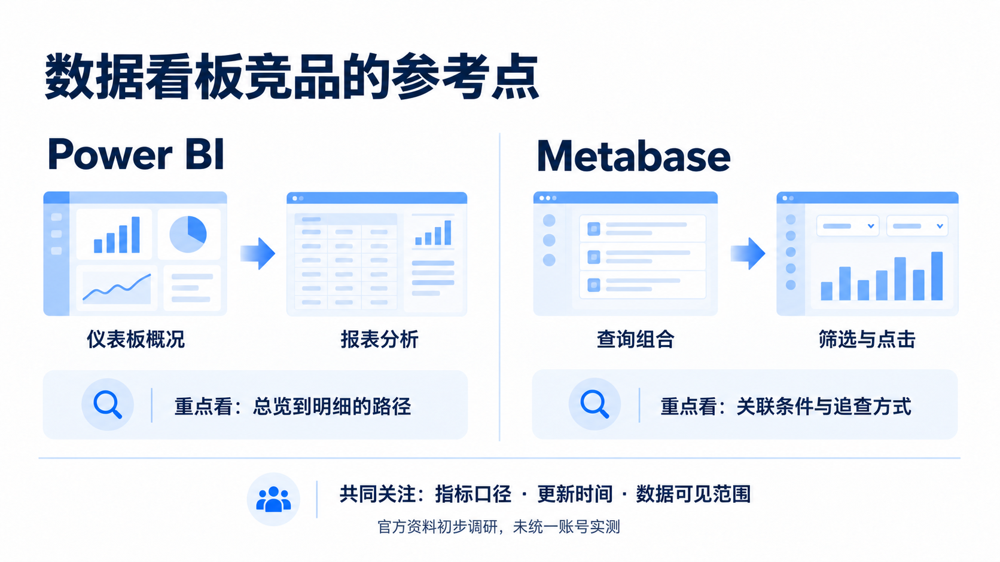 数据看板竞品的参考点
Power BI
仪表板概况
报表分析
重点看：总览到明细的路径
Metabase
查询组合
筛选与点击
重点看：关联条件与追查方式
共同关注：指标口径 · 更新时间 · 数据可见范围
官方资料初步调研，未统一账号实测